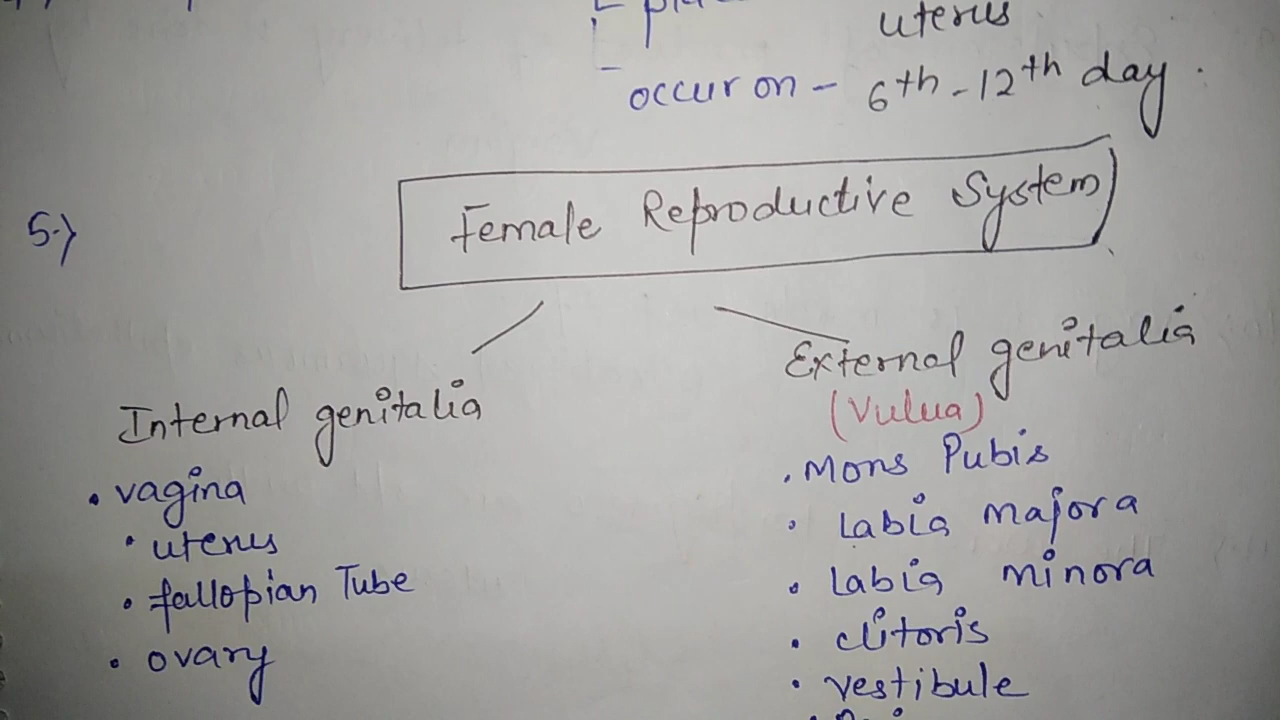 uterus
occur on - 6th - 12th day.
5.)
Female Reproductive System
Internal genitalia
External genitalia
(Vulva)
• vagina
• uterus
• fallopian Tube
• ovary
. Mons Pubis
• Labia majora
• Labia minora
• clitoris
• vestibule